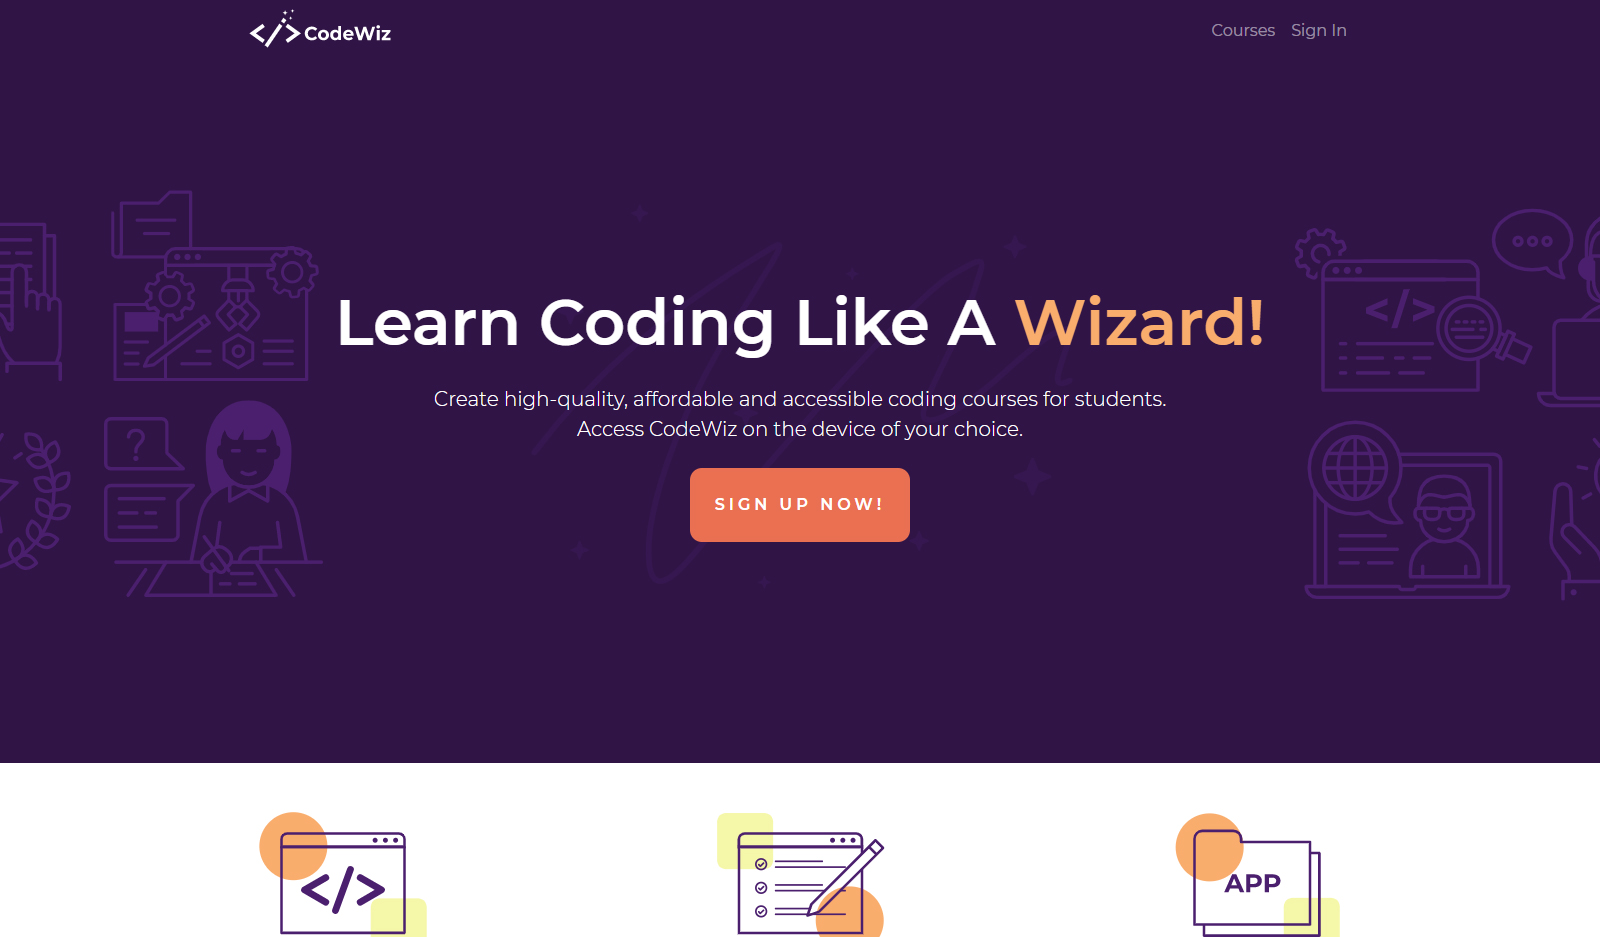 CodeWiz
Courses Sign In
Learn Coding Like A Wizard!
Create high-quality, affordable and accessible coding courses for students.
Access CodeWiz on the device of your choice.
SIGN UP NOW!
</>
?
</>
APP